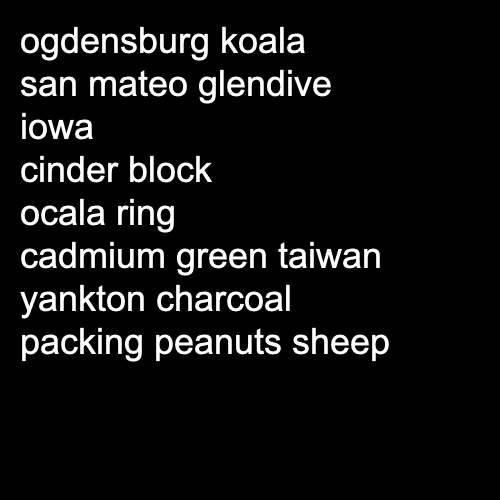 ogdensburg koala
san mateo glendive
iowa
cinder block
ocala ring
cadmium green taiwan
yankton charcoal
packing peanuts sheep